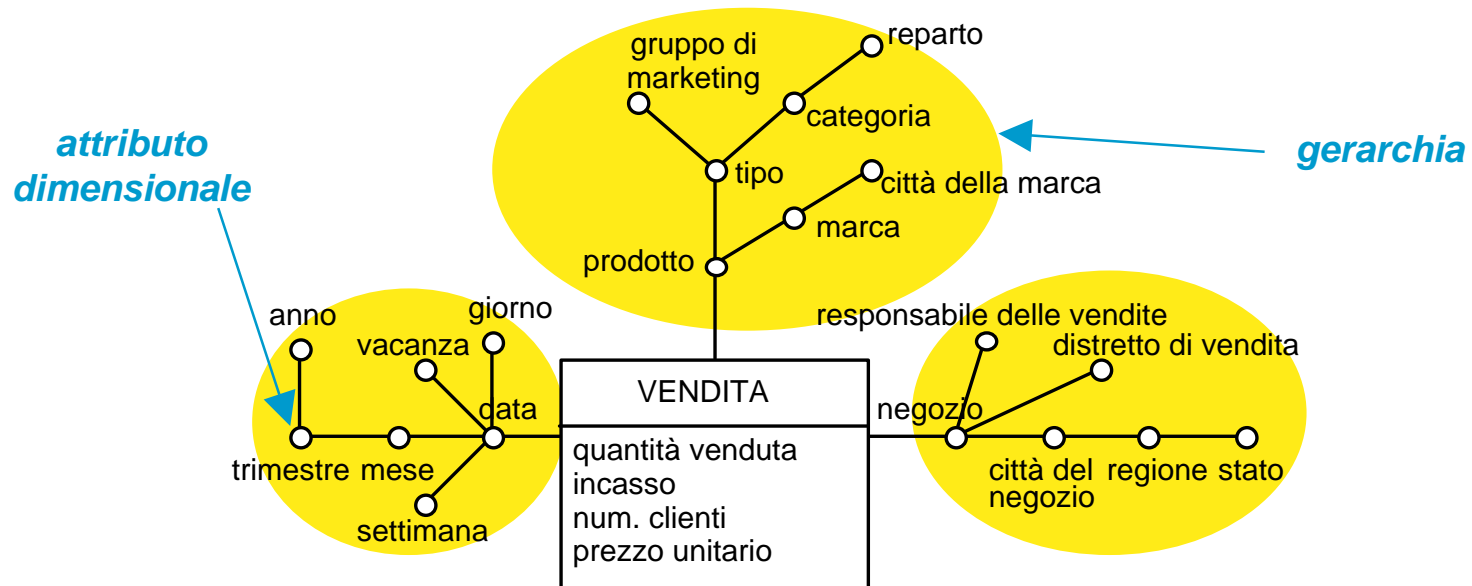 reparto
gruppo di
marketing
categoria
attributo
dimensionale
gerarchia
tipo
città della marca
marca
prodotto
anno
giorno
vacanza
responsabile delle vendite
distretto di vendita
VENDITA
data
negozio
quantità venduta
incasso
num. clienti
prezzo unitario
trimestre
mese
settimana
città del
negozio
regione
stato